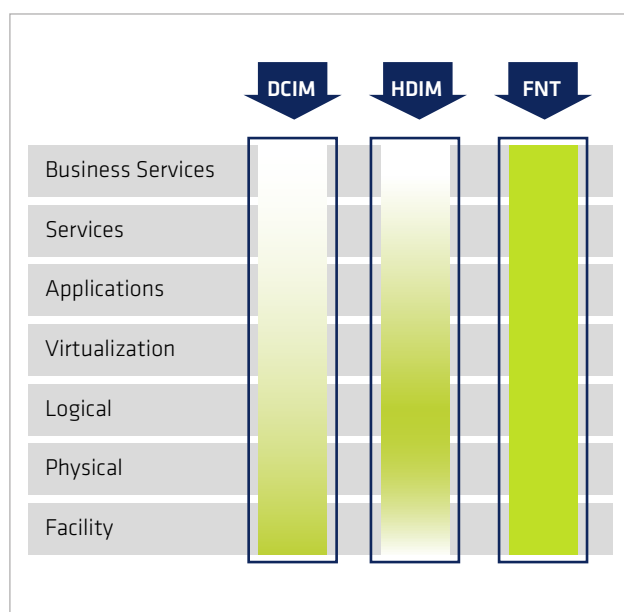 DCIM HDIM FNT
Business Services
Services
Applications
Virtualization
Logical
Physical
Facility